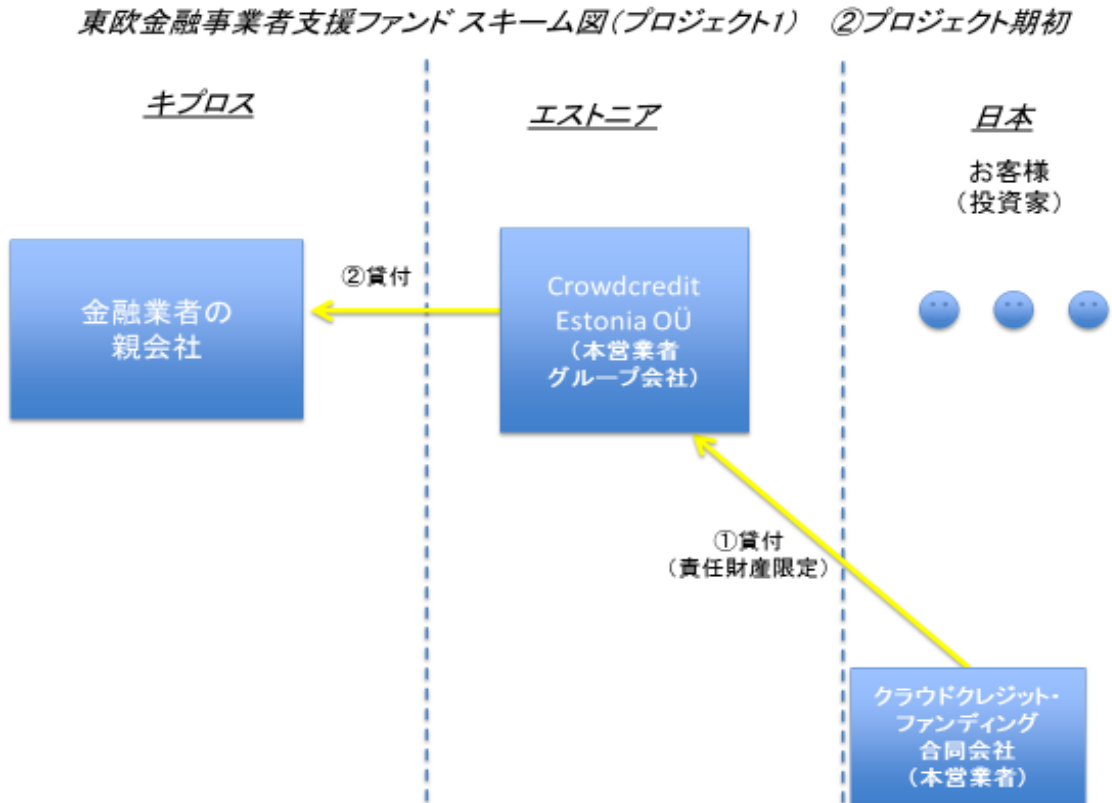 東欧金融事業者支援ファンド スキーム図(プロジェクト1) ②プロジェクト期初
キプロス
エストニア
日本
お客様
（投資家）
金融業者の
親会社
②貸付
Crowdcredit
Estonia OÜ
（本営業者
グループ会社）
①貸付
（責任財産限定）
クラウドクレジット・
ファンディング
合同会社
（本営業者）